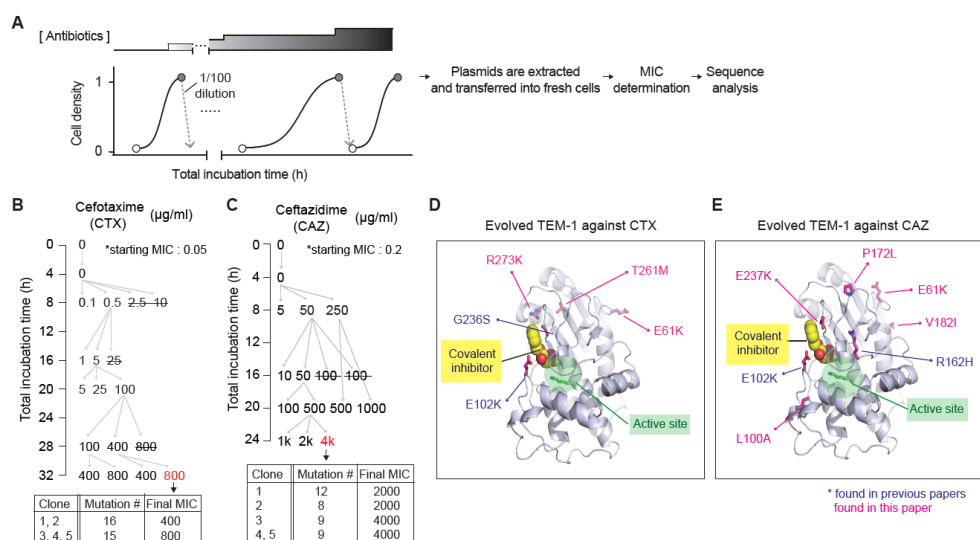 A
[ Antibiotics ]
Cell density
1
0
1/100
dilution
.....
Total incubation time (h)
Plasmids are extracted
and transferred into fresh cells
MIC
determination
Sequence
analysis
B
Cefotaxime
(CTX)
(µg/ml)
*starting MIC : 0.05
Total incubation time (h)
0
4
8
12
16
20
24
28
32
0
0
0.1 0.5 2.5 10
1 5 25
5 25 100
100 400 800
400 800 400 800
Clone Mutation # Final MIC
1, 2 16 400
3, 4, 5 15 800
C
Ceftazidime
(CAZ)
(µg/ml)
*starting MIC : 0.2
Total incubation time (h)
0
4
8
12
16
20
24
0
0
5 50 250
10 50 100 100
100 500 500 1000
1k 2k 4k
Clone Mutation # Final MIC
1 12 2000
2 8 2000
3 9 4000
4, 5 9 4000
D
Evolved TEM-1 against CTX
R273K
T261M
G236S
E61K
Covalent
inhibitor
E102K
Active site
E
Evolved TEM-1 against CAZ
P172L
E237K
E61K
V182I
Covalent
inhibitor
R162H
E102K
Active site
L100A
* found in previous papers
found in this paper